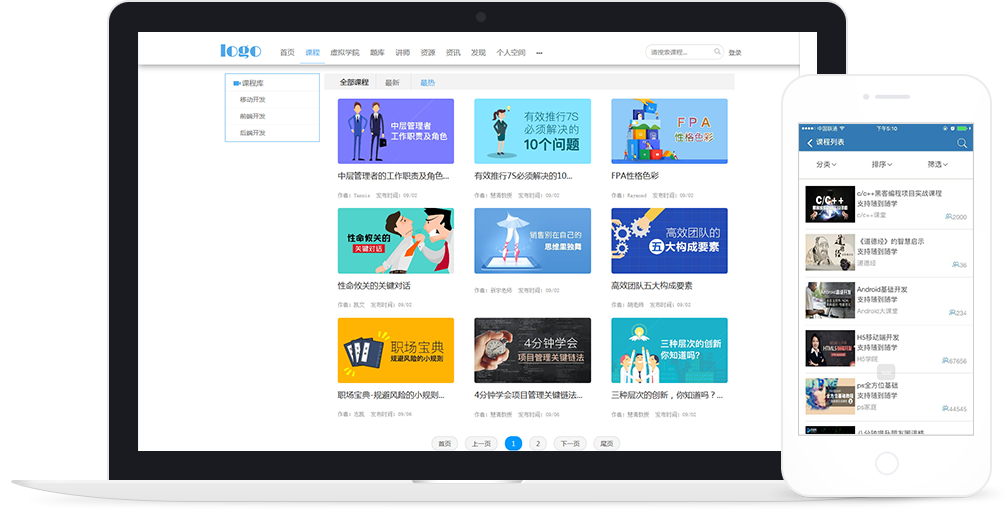 logo 首页 课程 虚拟学院 题库 讲师 资源 资讯 发现 个人空间 ••• 请搜索课程... 登录
课程库
移动开发
前端开发
后端开发
全部课程 最新 最热
中层管理者
工作职责及角色
中层管理者的工作职责及角色...
作者: Yannis 发布时间: 09/02
有效推行7S
必须解决的
10个问题
有效推行7S必须解决的10...
作者: 楚清教授 发布时间: 09/02
FPA
性格色彩
FPA性格色彩
作者: Raymond 发布时间: 09/02
性命攸关的
关键对话
性命攸关的关键对话
作者: 凯文 发布时间: 09/02
销售别在自己的
思维里独舞
发布时间: 09/02
高效团队的
五大构成要素
高效团队五大构成要素
作者: 胡老师 发布时间: 09/02
职场宝典
规避风险的小规则
职场宝典-规避风险的小规则...
作者: 志凯 发布时间: 09/00
4分钟学会
项目管理关键链法
4分钟学会项目管理关键链法...
作者: 楚清教授 发布时间: 09/00
三种层次的创新
你知道吗?
三种层次的创新，你知道吗？...
作者: 楚清教授 发布时间: 09/02
首页 上一页 1 2 下一页 尾页
中国联通 下午5:10
课程列表
分类 排序 筛选
C/C++
c/c++黑客编程项目实战课程
支持随到随学
c/c++课堂 2000
道德经
《道德经》的智慧启示
支持随到随学
道德经 36
Android基础开发
支持随到随学
Android大课堂 234
H5移动端开发
支持随到随学
H5学院 67656
ps全方位基础
支持随到随学
ps家庭 44545